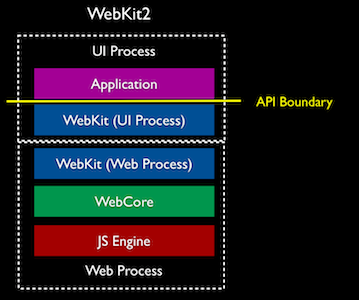 WebKit2
UI Process
Application
API Boundary
WebKit (UI Process)
WebKit (Web Process)
WebCore
JS Engine
Web Process